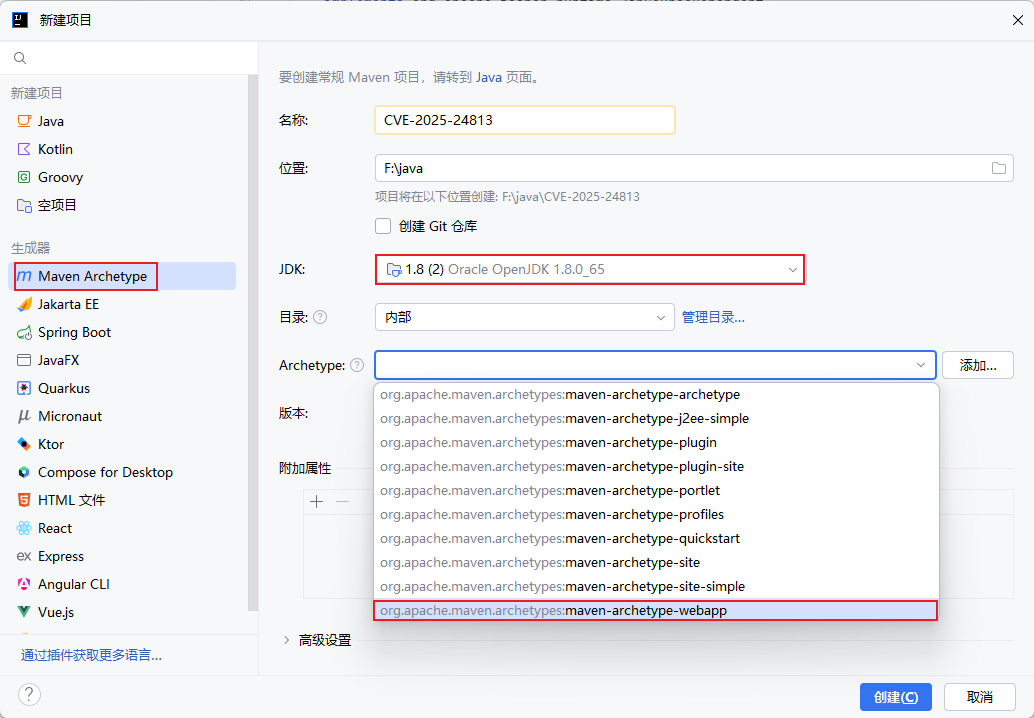 新建项目
新建项目
Java
Kotlin
Groovy
空项目
生成器
Maven Archetype
Jakarta EE
Spring Boot
JavaFX
Quarkus
Micronaut
Ktor
Compose for Desktop
HTML 文件
React
Express
Angular CLI
Vue.js
通过插件获取更多语言...
?
要创建常规 Maven 项目，请转到 Java 页面。
名称: CVE-2025-24813
位置: F:\java
项目将在以下位置创建: F:\java\CVE-2025-24813
创建 Git 仓库
JDK: 1.8 (2) Oracle OpenJDK 1.8.0_65
目录: ? 内部 管理目录...
Archetype: ? 添加...
org.apache.maven.archetypes:maven-archetype-archetype
org.apache.maven.archetypes:maven-archetype-j2ee-simple
org.apache.maven.archetypes:maven-archetype-plugin
org.apache.maven.archetypes:maven-archetype-plugin-site
org.apache.maven.archetypes:maven-archetype-portlet
org.apache.maven.archetypes:maven-archetype-profiles
org.apache.maven.archetypes:maven-archetype-quickstart
org.apache.maven.archetypes:maven-archetype-site
org.apache.maven.archetypes:maven-archetype-site-simple
org.apache.maven.archetypes:maven-archetype-webapp
版本:
附加属性
高级设置
创建(C) 取消